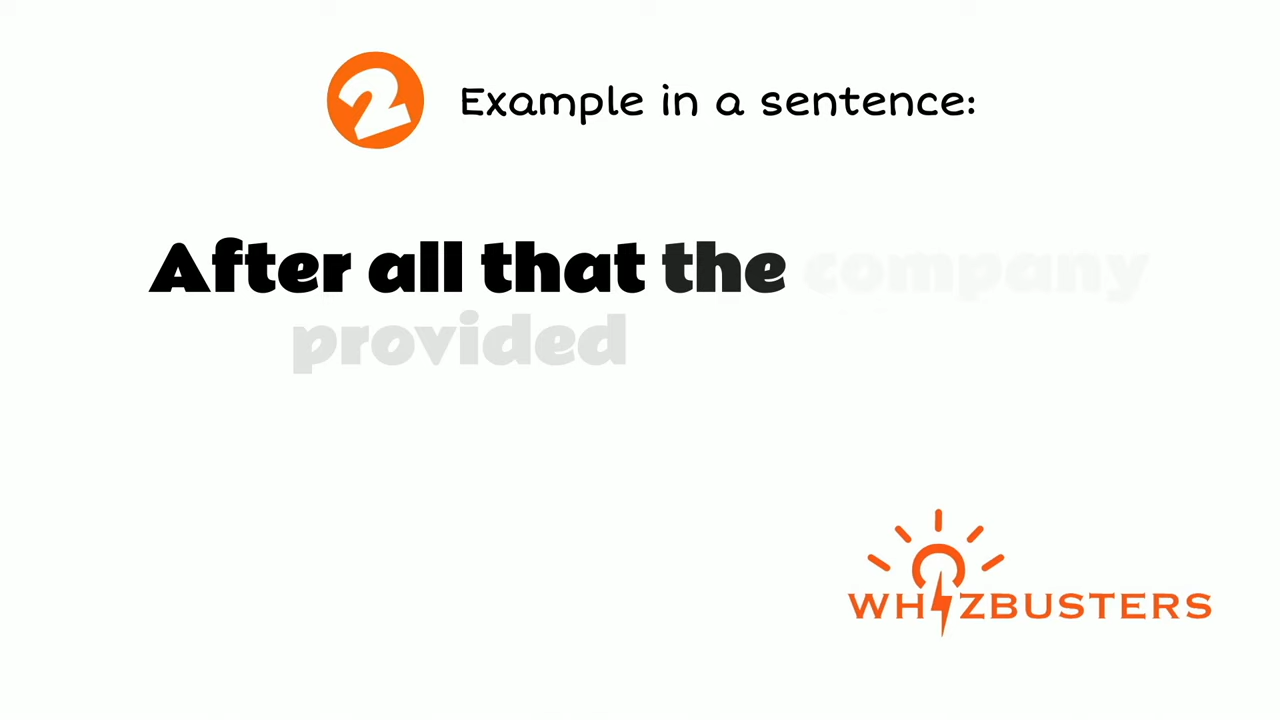 2 Example in a sentence:
After all that the company
provided
WHIZBUSTERS